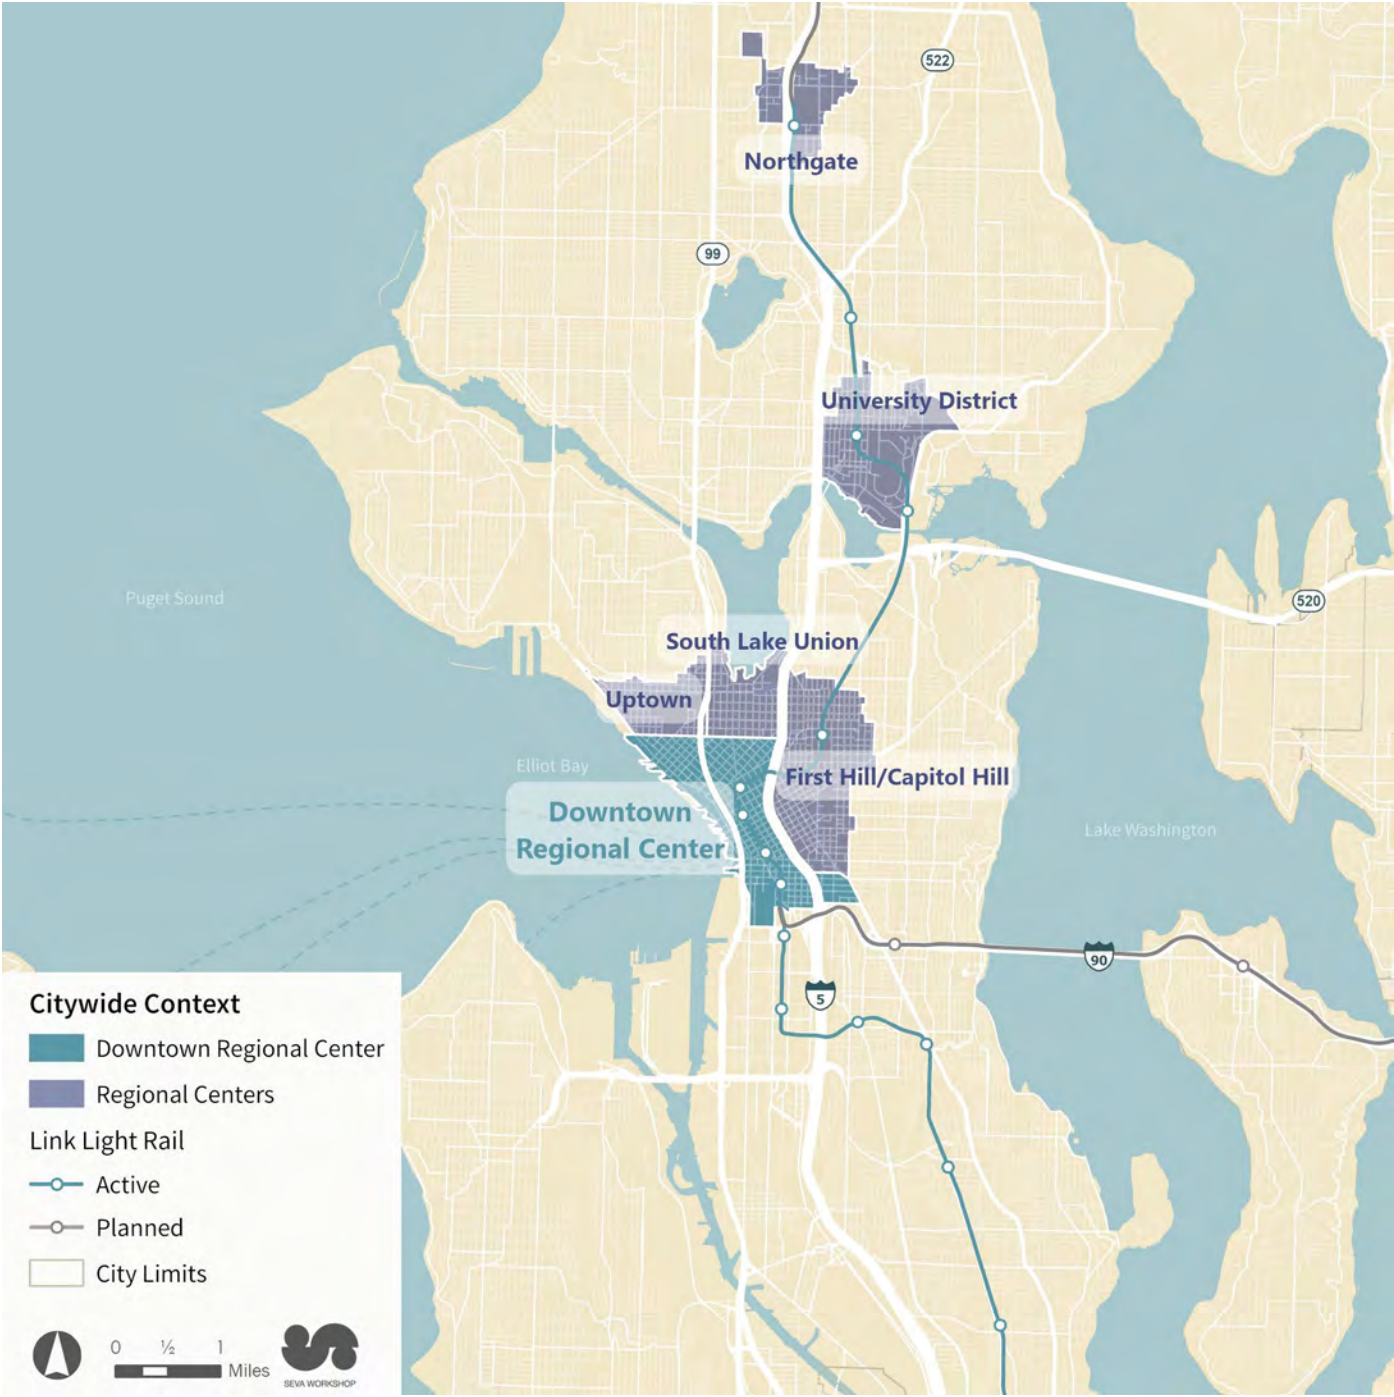 522
Northgate
99
University District
Puget Sound
520
South Lake Union
Uptown
Elliot Bay
First Hill/Capitol Hill
Downtown
Regional Center
Lake Washington
90
5
Citywide Context
Downtown Regional Center
Regional Centers
Link Light Rail
Active
Planned
City Limits
0 ½ 1
Miles
SEVA WORKSHOP